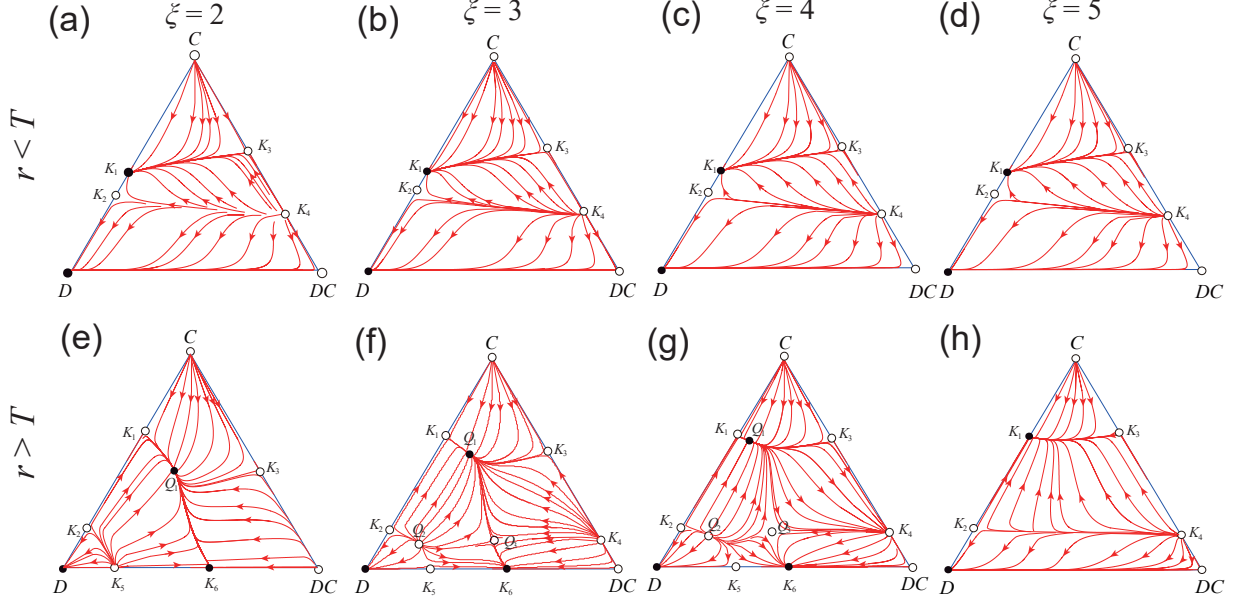 (a) ξ = 2 (b) ξ = 3 (c) ξ = 4 (d) ξ = 5
r < T
C C C C
K₁ K₃ K₁ K₃ K₁ K₃ K₁ K₃
K₂ K₄ K₂ K₄ K₂ K₄ K₂ K₄
D DC D DC D DC D DC
(e) (f) (g) (h)
r > T
C C C C
K₁ Q₁ K₃ K₁ Q₁ K₃ K₁ Q₁ K₃ K₁ K₃
K₂ K₂ Q₂ Q₃ K₄ K₂ Q₂ Q₃ K₄ K₂ K₄
D K₅ K₆ DC D K₅ K₆ DC D K₅ K₆ DC D DC